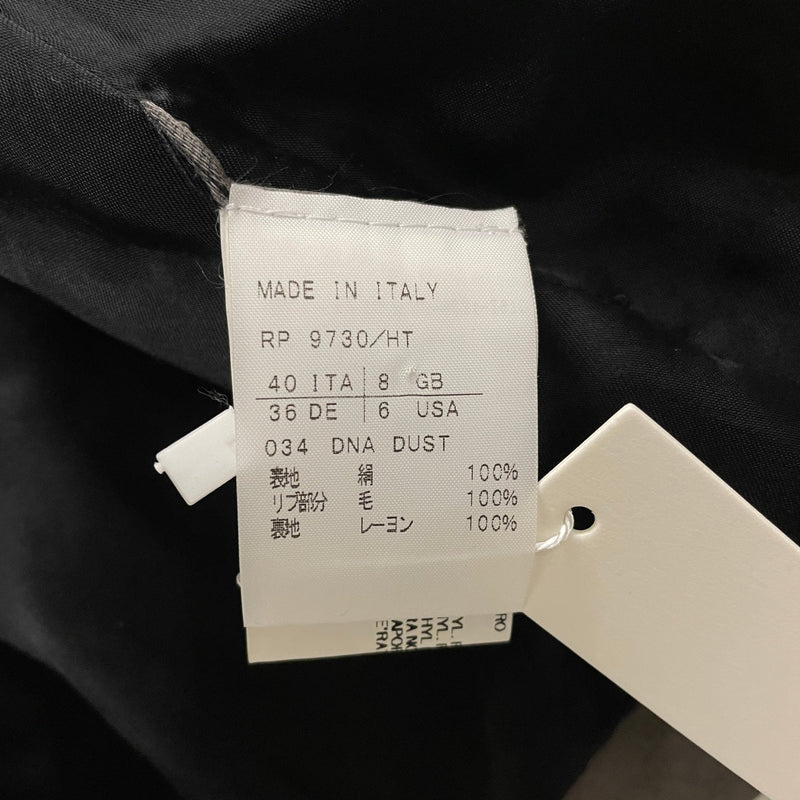 MADE IN ITALY
RP 9730/HT
40 ITA 8 GB
36 DE 6 USA
034 DNA DUST
表地 絹 100%
リブ部分 毛 100%
裏地 レーヨン 100%